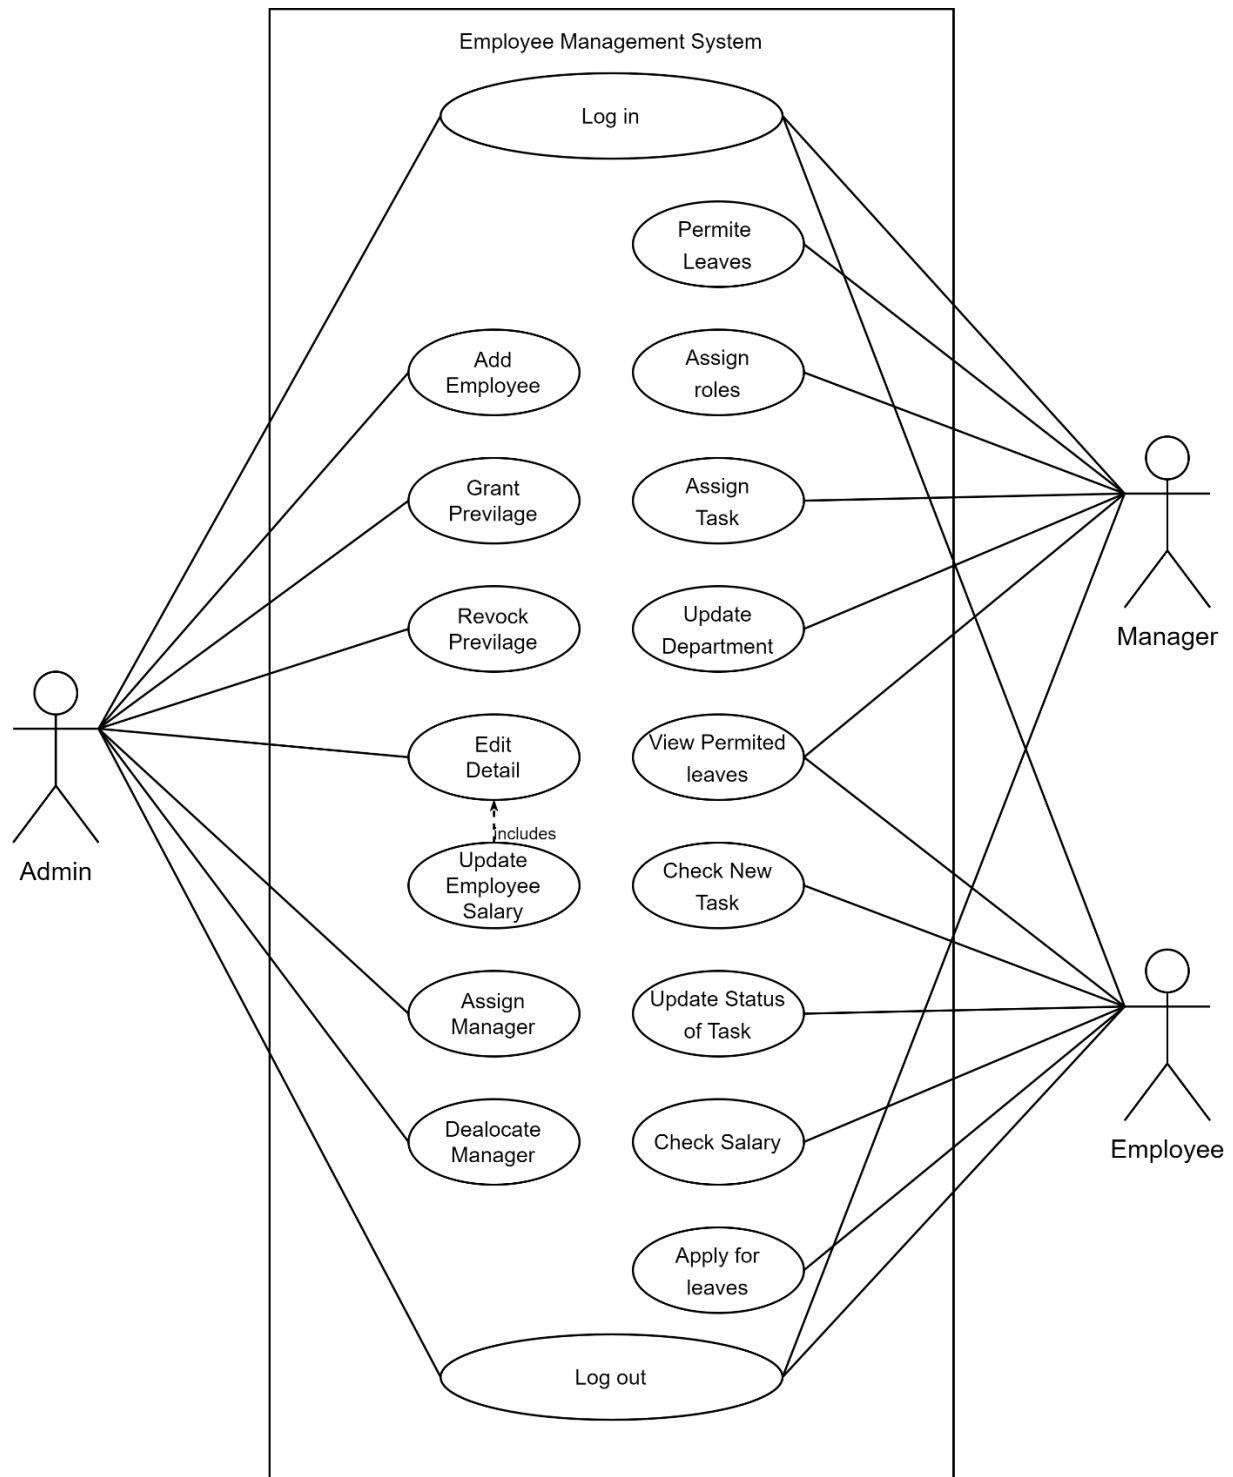 Employee Management System
Log in
Permite
Leaves
Add
Employee
Assign
roles
Grant
Previlage
Assign
Task
Revock
Previlage
Update
Department
Manager
Edit
Detail
View Permited
leaves
includes
Admin
Update
Employee
Salary
Check New
Task
Assign
Manager
Update Status
of Task
Dealocate
Manager
Check Salary
Employee
Apply for
leaves
Log out